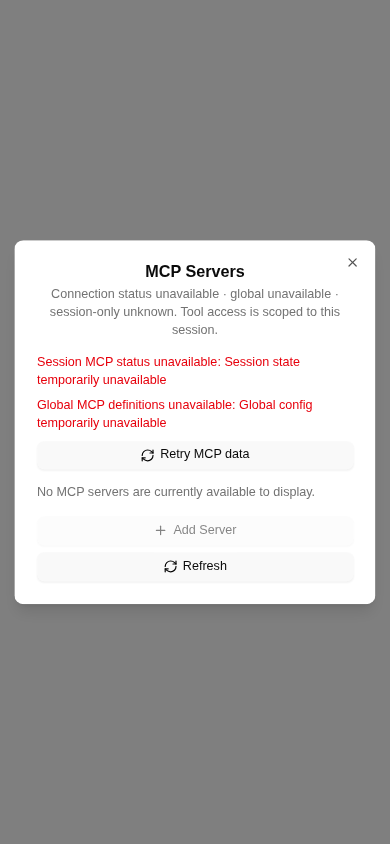 MCP Servers
Connection status unavailable · global unavailable ·
session-only unknown. Tool access is scoped to this
session.
Session MCP status unavailable: Session state
temporarily unavailable
Global MCP definitions unavailable: Global config
temporarily unavailable
Retry MCP data
No MCP servers are currently available to display.
Add Server
Refresh